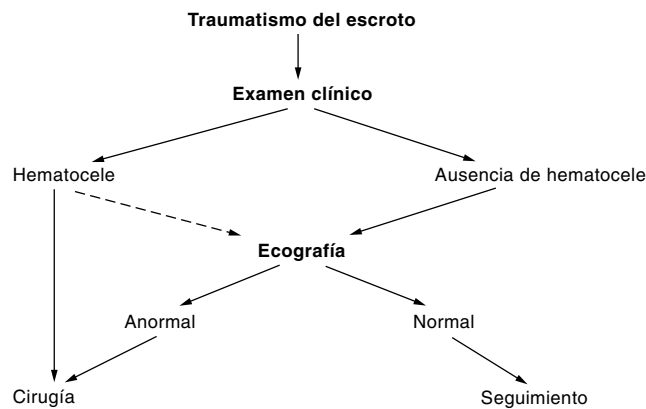 Traumatismo del escroto
Examen clínico
Hematocele
Ausencia de hematocele
Ecografía
Anormal
Normal
Cirugía
Seguimiento